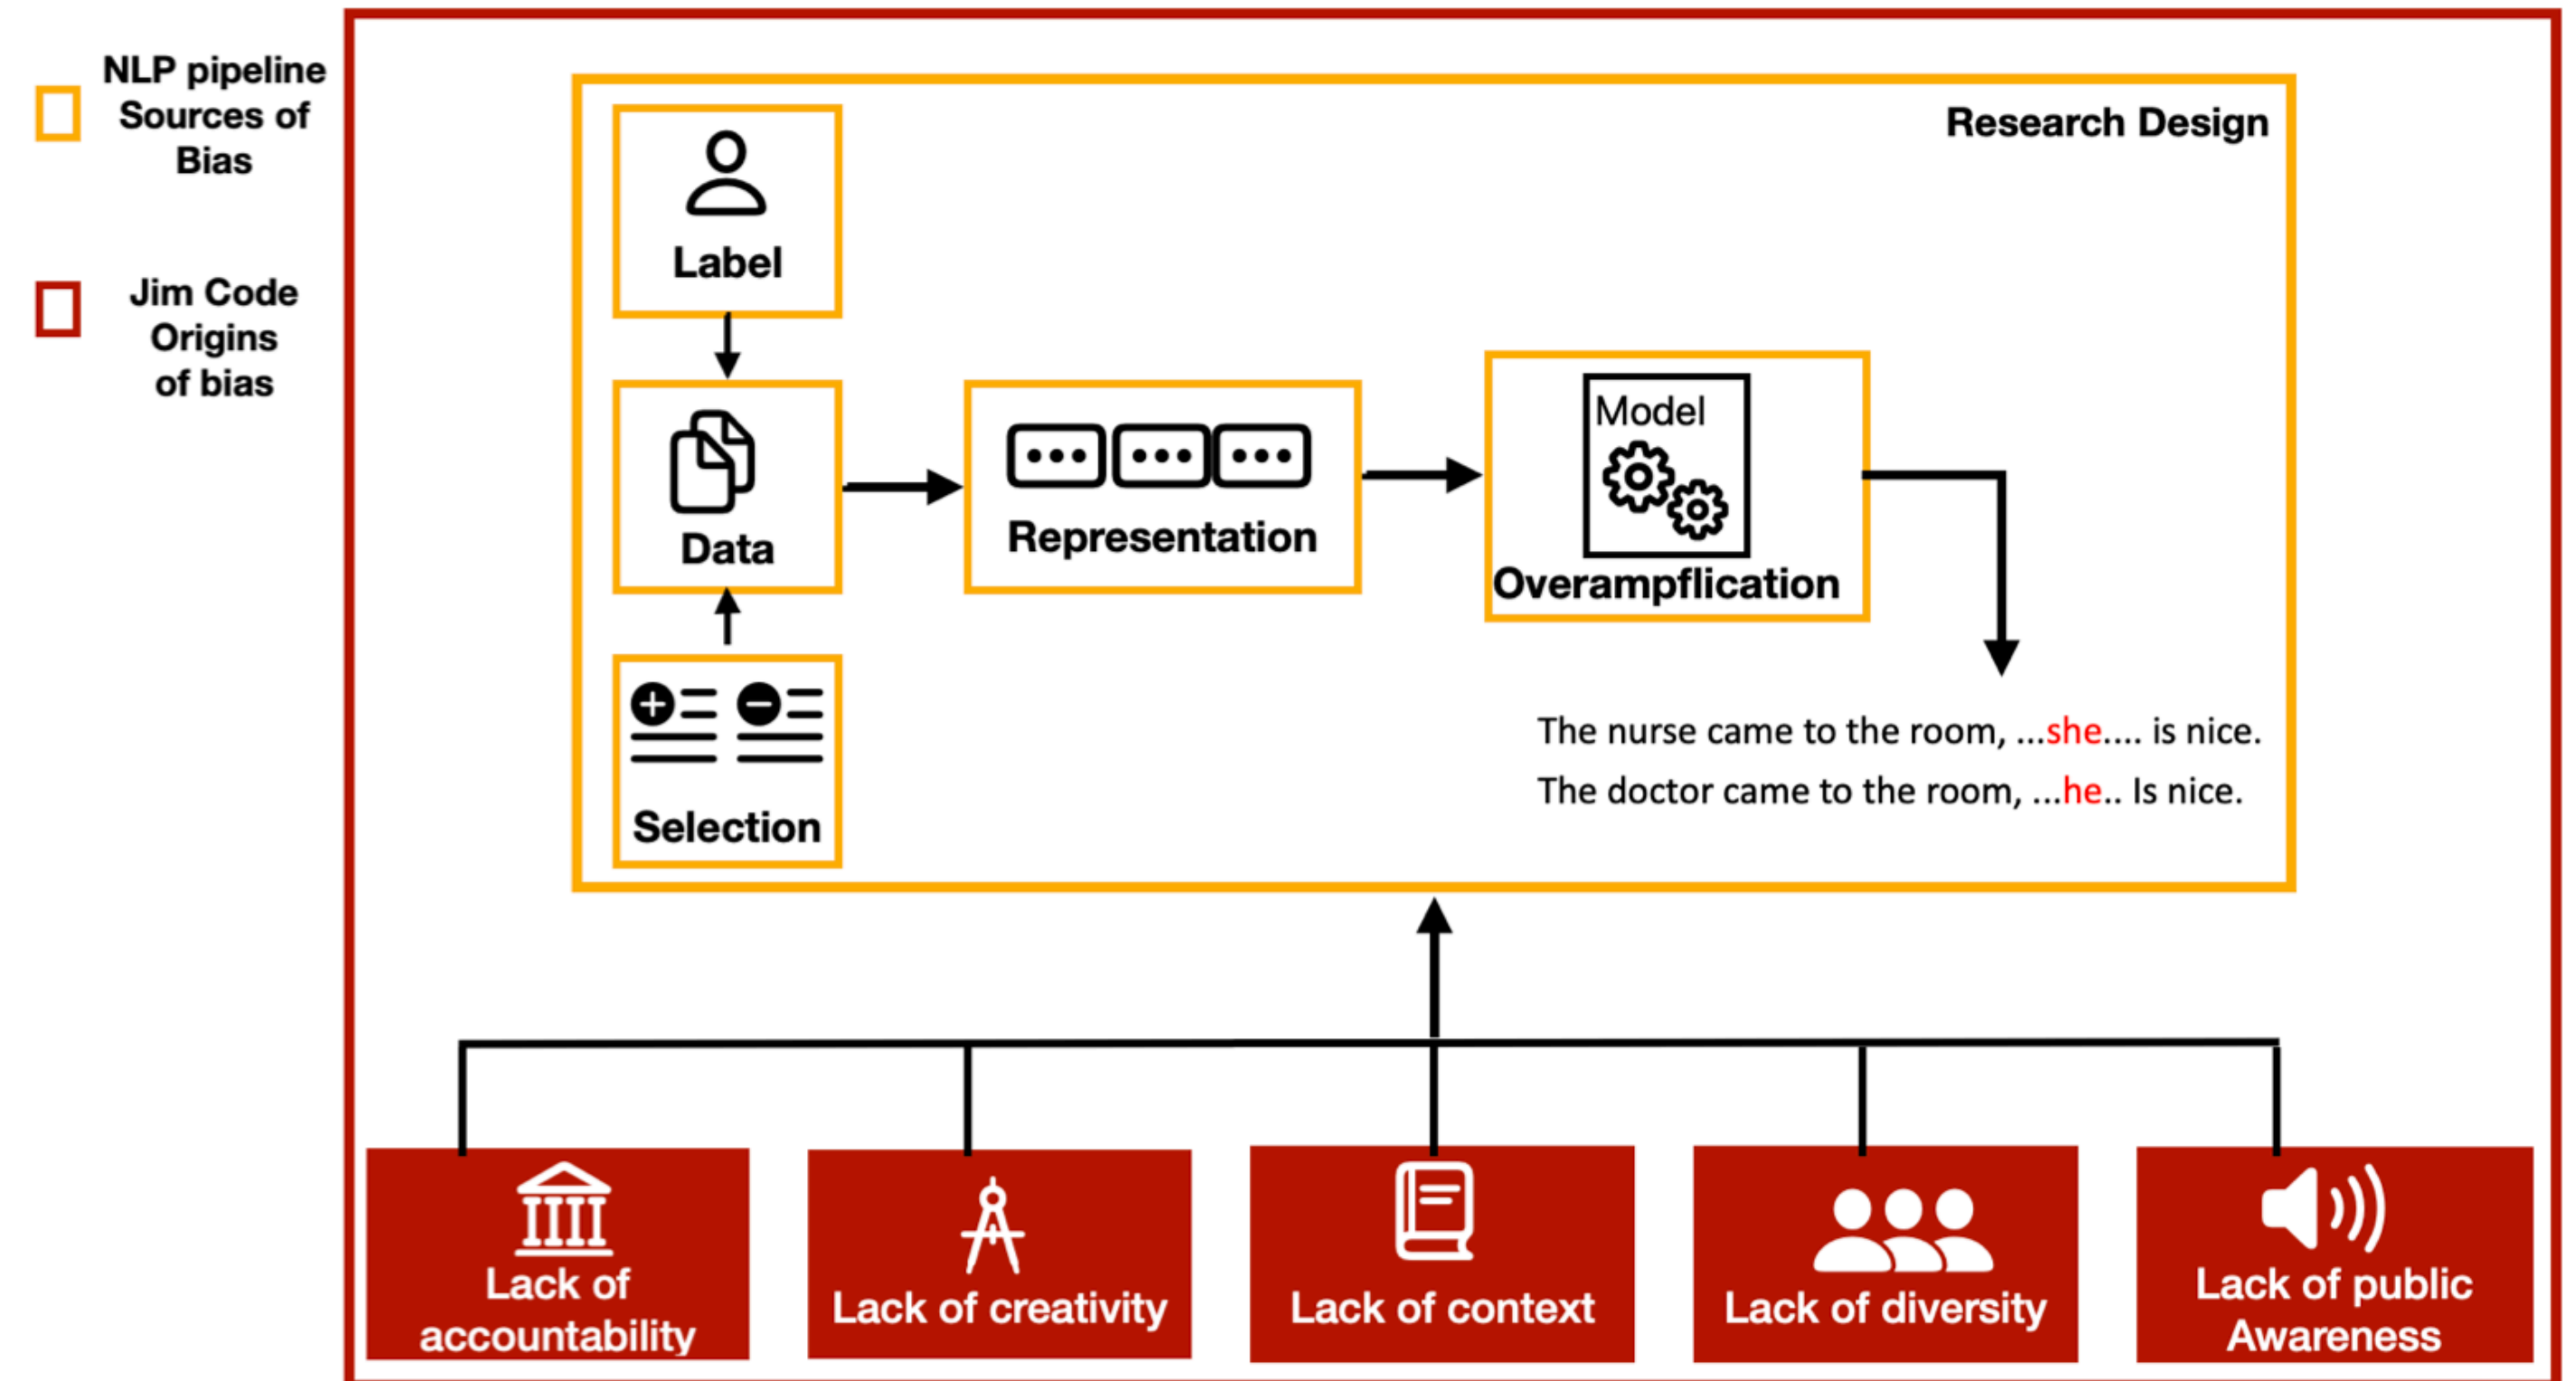 NLP pipeline
Sources of
Bias
Jim Code
Origins
of bias
Research Design
Label
Data
Selection
Representation
Model
Overampflication
The nurse came to the room, ...she.... is nice.
The doctor came to the room, ...he.. Is nice.
Lack of
accountability
Lack of creativity
Lack of context
Lack of diversity
Lack of public
Awareness